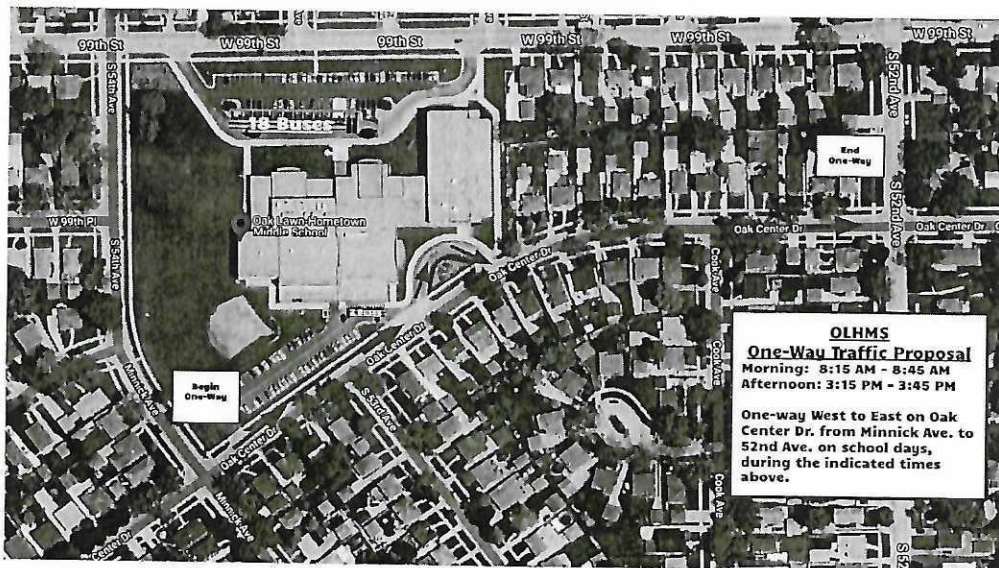 99th St
W 99th St
99th St
W 99th St
W 99th St
W 99th St
S 54th Ave
S 52nd Ave
18 Buses
End
One-Way
W 99th Pl
Oak Lawn-Hometown
Middle School
S 54th Ave
S 52nd Ave
Oak Center Dr
Oak Center Dr
Oak Center Dr
Cook Ave
Oak Center Dr
Cook Ave
Minnick Ave
Begin
One-Way
S 53rd Ave
Oak Center Dr
Minnick Ave
Center Dr
Cook Ave
OLHMS
One-Way Traffic Proposal
Morning: 8:15 AM - 8:45 AM
Afternoon: 3:15 PM - 3:45 PM
One-way West to East on Oak
Center Dr. from Minnick Ave. to
52nd Ave. on school days,
during the indicated times
above.